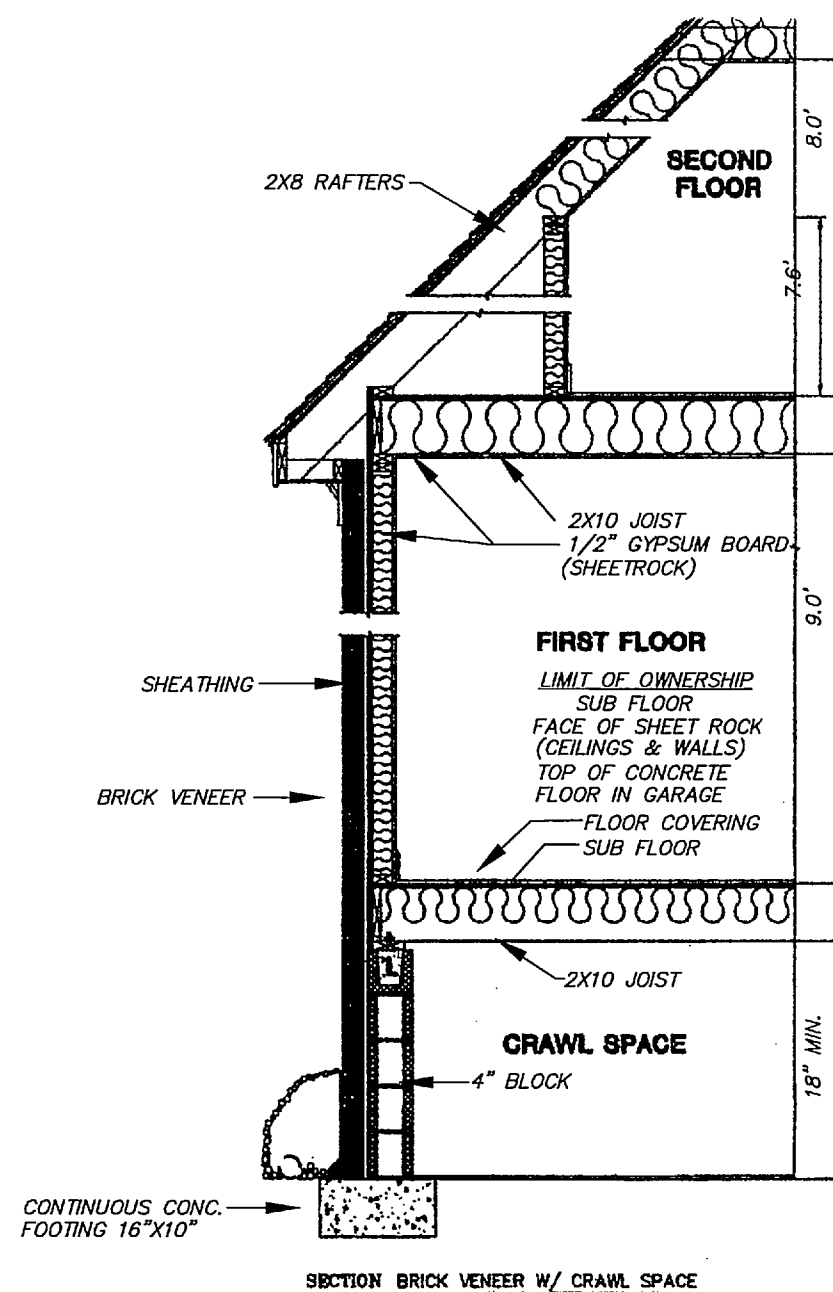 8.0'
SECOND
FLOOR
2X8 RAFTERS
7.6'
2X10 JOIST
1/2" GYPSUM BOARD
(SHEETROCK)
9.0'
FIRST FLOOR
SHEATHING
LIMIT OF OWNERSHIP
SUB FLOOR
FACE OF SHEET ROCK
(CEILINGS & WALLS)
TOP OF CONCRETE
FLOOR IN GARAGE
BRICK VENEER
FLOOR COVERING
SUB FLOOR
2X10 JOIST
CRAWL SPACE
18" MIN.
4" BLOCK
CONTINUOUS CONC.
FOOTING 16"X10"
SECTION BRICK VENEER W/ CRAWL SPACE